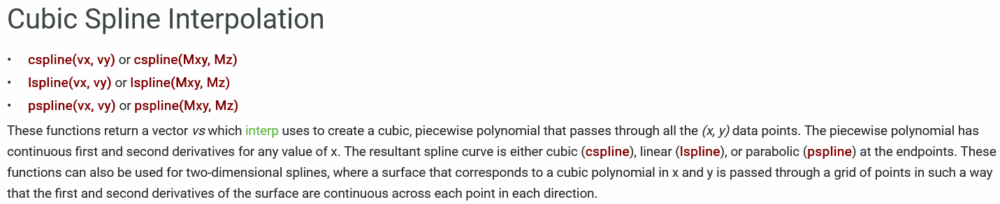 Cubic Spline Interpolation
• cspline(vx, vy) or cspline(Mxy, Mz)
• lspline(vx, vy) or lspline(Mxy, Mz)
• pspline(vx, vy) or pspline(Mxy, Mz)
These functions return a vector vs which interp uses to create a cubic, piecewise polynomial that passes through all the (x, y) data points. The piecewise polynomial has
continuous first and second derivatives for any value of x. The resultant spline curve is either cubic (cspline), linear (lspline), or parabolic (pspline) at the endpoints. These
functions can also be used for two-dimensional splines, where a surface that corresponds to a cubic polynomial in x and y is passed through a grid of points in such a way
that the first and second derivatives of the surface are continuous across each point in each direction.